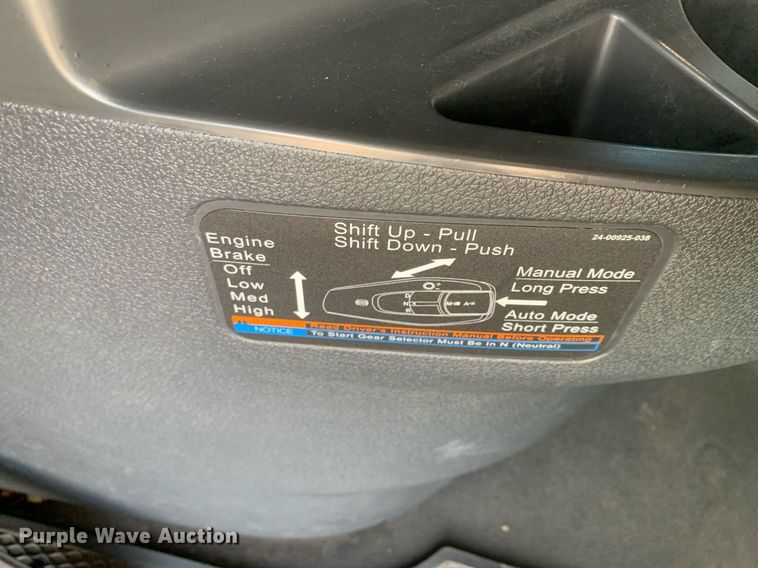 Shift Up - Pull
Shift Down - Push
24-00925-038
Engine
Brake
Off
Low
Med
High
D
N
R
M
A
Manual Mode
Long Press
Auto Mode
Short Press
Read Driver's Instruction Manual Before Operating
NOTICE
To Start Gear Selector Must Be in N (Neutral)
Purple Wave Auction